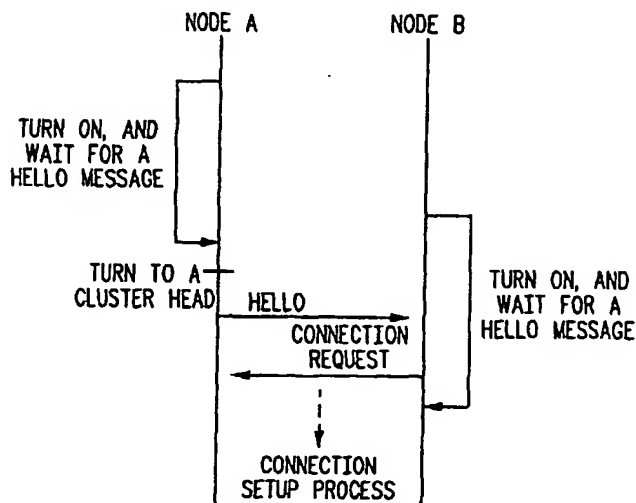 NODE A
NODE B
TURN ON, AND
WAIT FOR A
HELLO MESSAGE
TURN TO A
CLUSTER HEAD
HELLO
CONNECTION
REQUEST
TURN ON, AND
WAIT FOR A
HELLO MESSAGE
CONNECTION
SETUP PROCESS